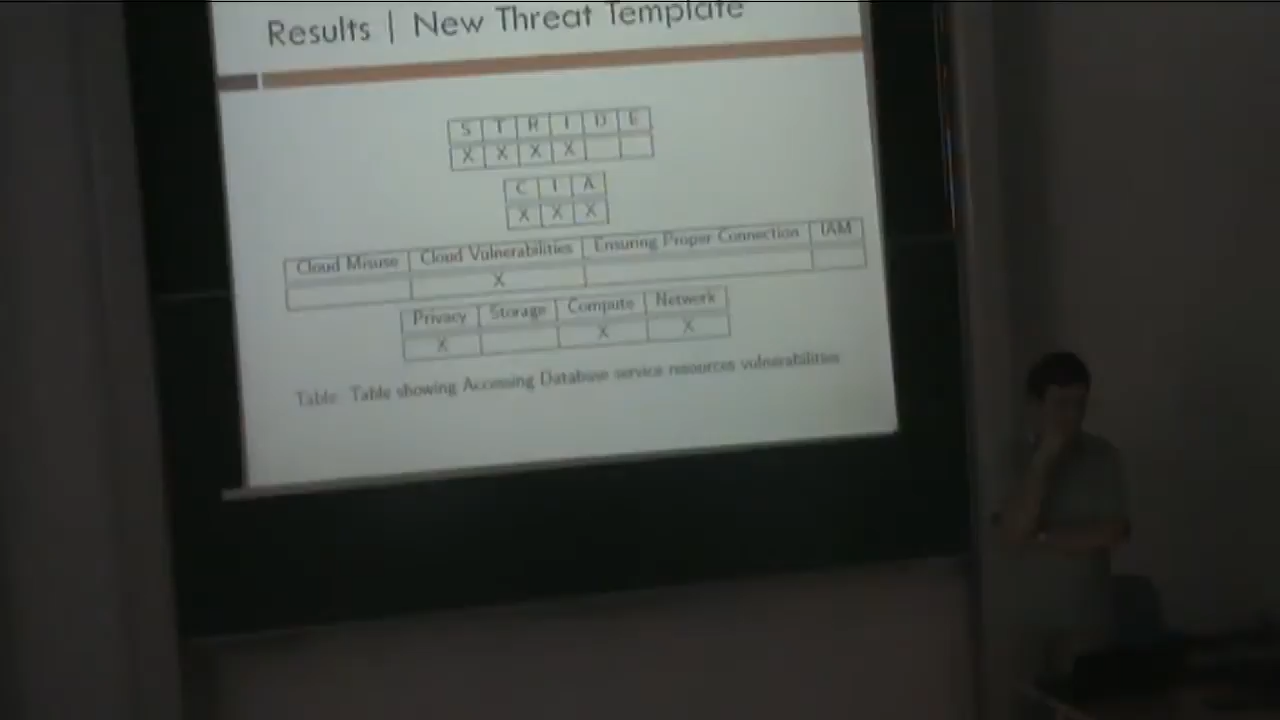 Results | New Threat Template
S T R I D E
X X X X
C I A
X X X
Cloud Misuse Cloud Vulnerabilities Ensuring Proper Connection IAM
X
Privacy Storage Compute Network
X X X
Table: Table showing Accessing Database service resources vulnerabilities